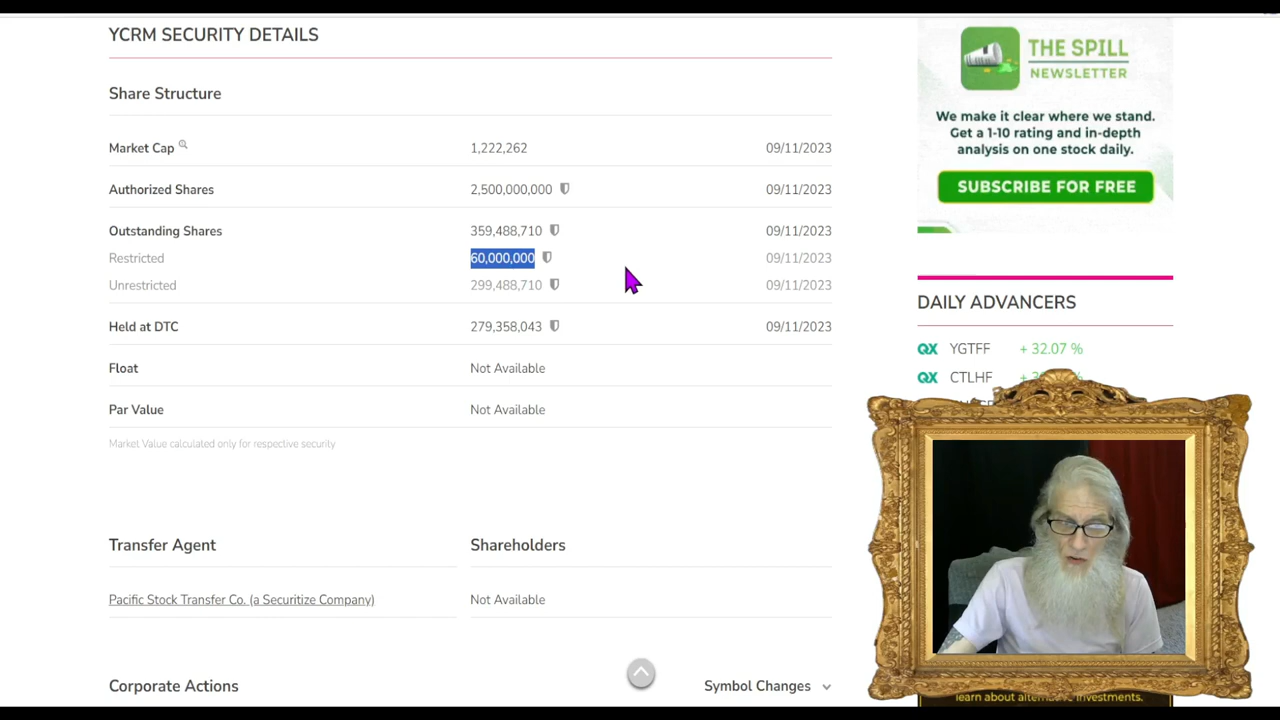 YCRM SECURITY DETAILS
Share Structure
Market Cap 1,222,262 09/11/2023
Authorized Shares 2,500,000,000 09/11/2023
Outstanding Shares 359,488,710 09/11/2023
Restricted 60,000,000 09/11/2023
Unrestricted 299,488,710 09/11/2023
Held at DTC 279,358,043 09/11/2023
Float Not Available
Par Value Not Available
Market Value calculated only for respective security
Transfer Agent Shareholders
Pacific Stock Transfer Co. (a Securitize Company) Not Available
Corporate Actions Symbol Changes
THE SPILL
NEWSLETTER
We make it clear where we stand.
Get a 1-10 rating and in-depth
analysis on one stock daily.
SUBSCRIBE FOR FREE
DAILY ADVANCERS
QX YGTFF + 32.07 %
QX CTLHF %
learn about alternative investments.